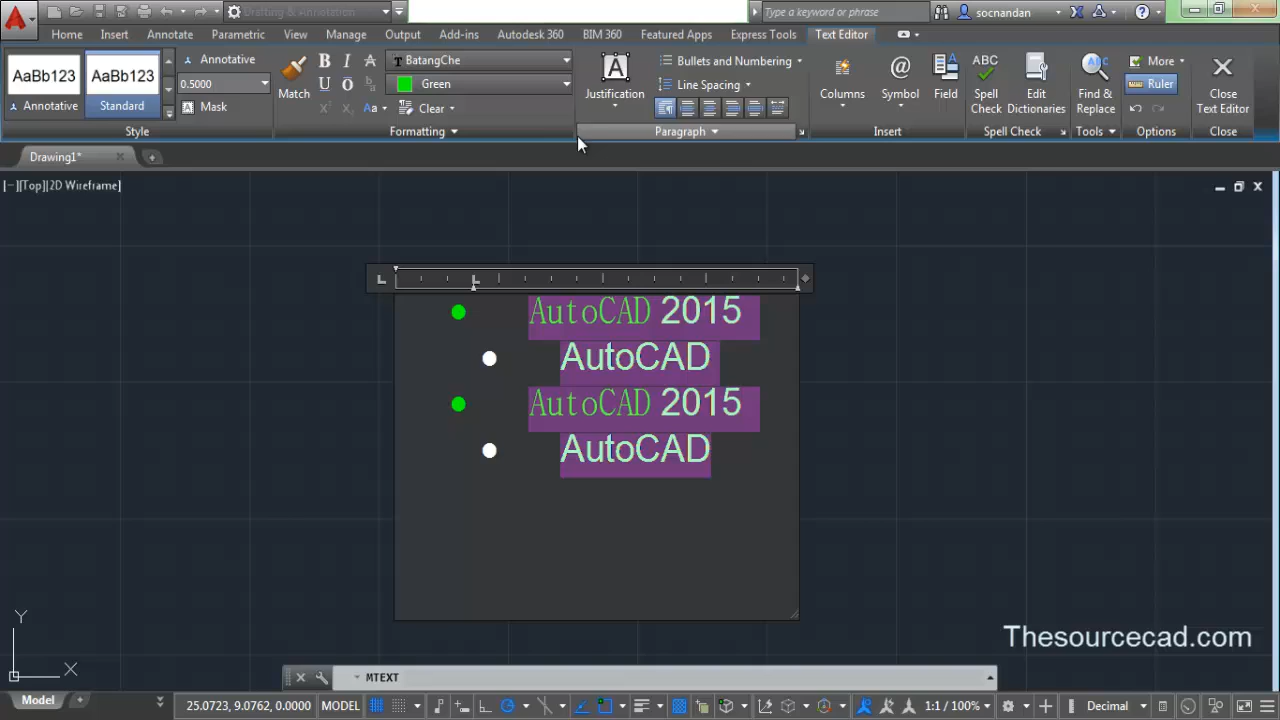 Drafting & Annotation
Type a keyword or phrase
socnandan
Home Insert Annotate Parametric View Manage Output Add-ins Autodesk 360 BIM 360 Featured Apps Express Tools Text Editor
AaBb123 AaBb123 Annotative
Annotative Standard 0.5000 Mask
Style
Match B I A BatangChe
U O Green
Aa Clear
Formatting
A Justification
Bullets and Numbering
Line Spacing
Paragraph
Columns @ Symbol Field
Insert
ABC Spell Check Edit Dictionaries
Spell Check
Find & Replace
Tools
More
Ruler
Options
Close Text Editor
Close
Drawing1*
[−][Top][2D Wireframe]
AutoCAD 2015
AutoCAD
AutoCAD 2015
AutoCAD
Y
X
Thesourcecad.com
MTEXT
Model
25.0723, 9.0762, 0.0000 MODEL 1:1 / 100% Decimal